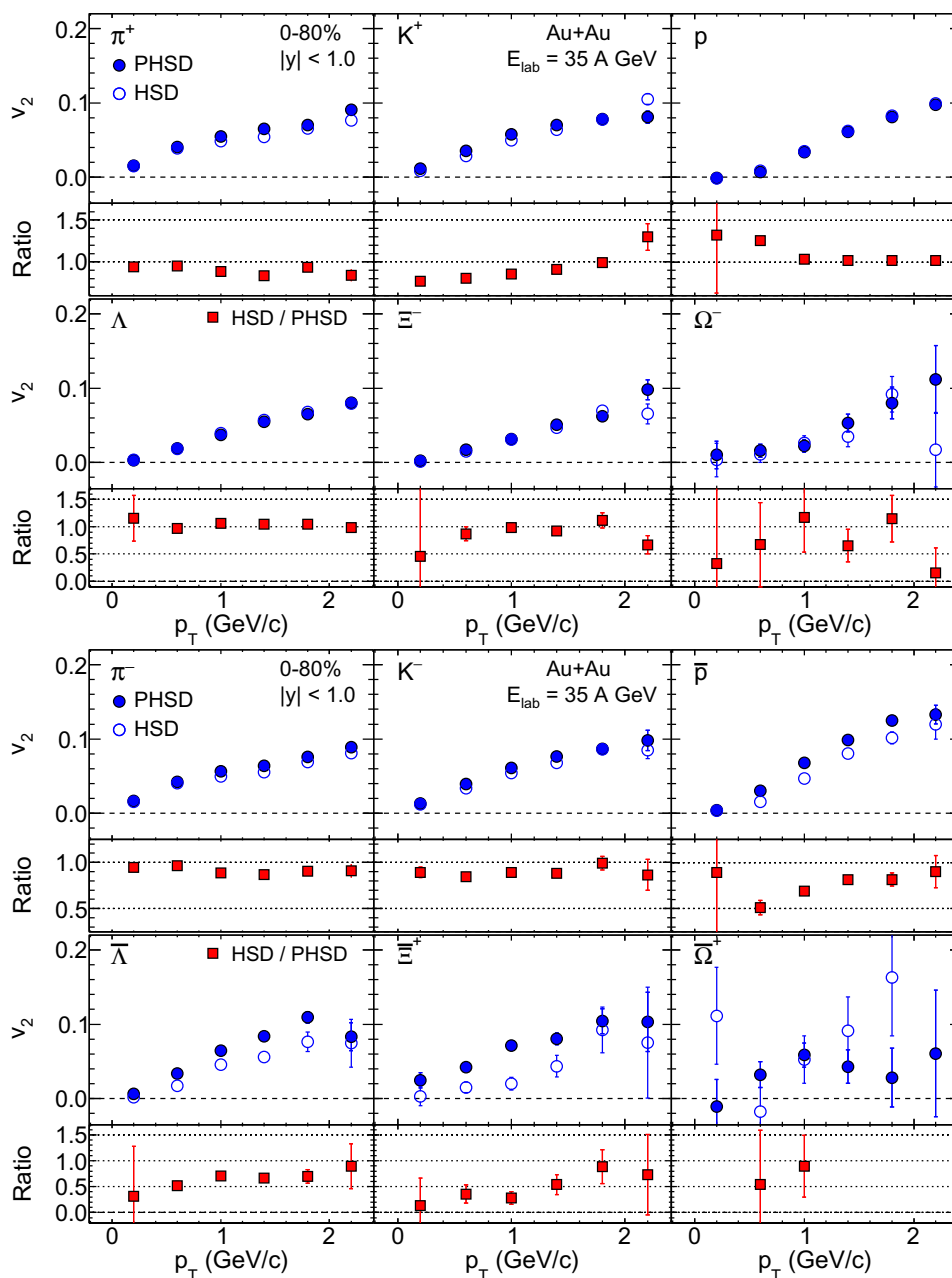 0.2
π⁺
0-80%
K⁺
Au+Au
p
PHSD
|y| < 1.0
E_lab = 35 A GeV
HSD
v₂
0.1
0.0
Ratio
1.5
1.0
0.2
Λ
HSD / PHSD
Ξ⁻
Ω⁻
v₂
0.1
0.0
Ratio
1.5
1.0
0.5
0.0
0 1 2 0 1 2 0 1 2
p_T (GeV/c) p_T (GeV/c) p_T (GeV/c)
0.2
π⁻
0-80%
K⁻
Au+Au
p̅
PHSD
|y| < 1.0
E_lab = 35 A GeV
HSD
v₂
0.1
0.0
Ratio
1.0
0.5
0.2
Λ̅
HSD / PHSD
Ξ̅⁺
Ω̅⁺
v₂
0.1
0.0
Ratio
1.5
1.0
0.5
0.0
0 1 2 0 1 2 0 1 2
p_T (GeV/c) p_T (GeV/c) p_T (GeV/c)